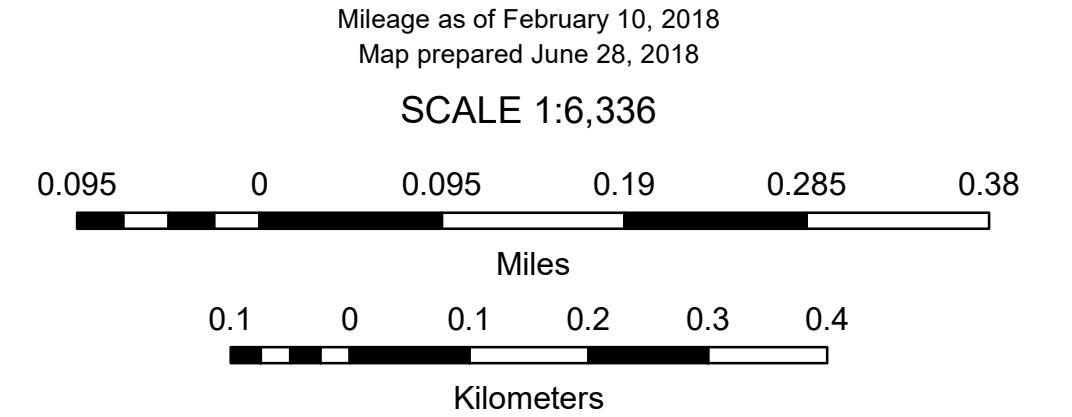 Mileage as of February 10, 2018
Map prepared June 28, 2018
SCALE 1:6,336
0.095 0 0.095 0.19 0.285 0.38
Miles
0.1 0 0.1 0.2 0.3 0.4
Kilometers